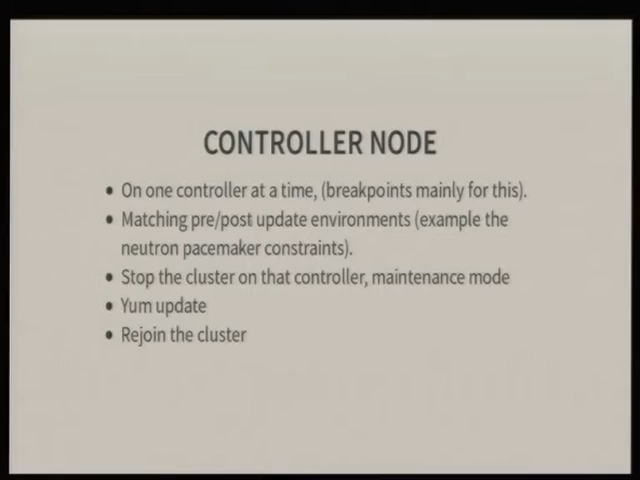 CONTROLLER NODE
• On one controller at a time, (breakpoints mainly for this).
• Matching pre/post update environments (example the
neutron pacemaker constraints).
• Stop the cluster on that controller, maintenance mode
• Yum update
• Rejoin the cluster